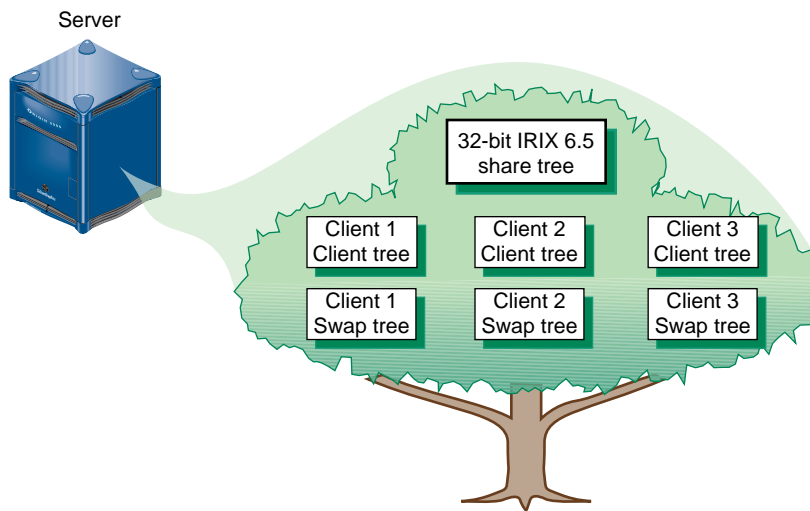 Server
32-bit IRIX 6.5
share tree
Client 1
Client tree
Client 2
Client tree
Client 3
Client tree
Client 1
Swap tree
Client 2
Swap tree
Client 3
Swap tree